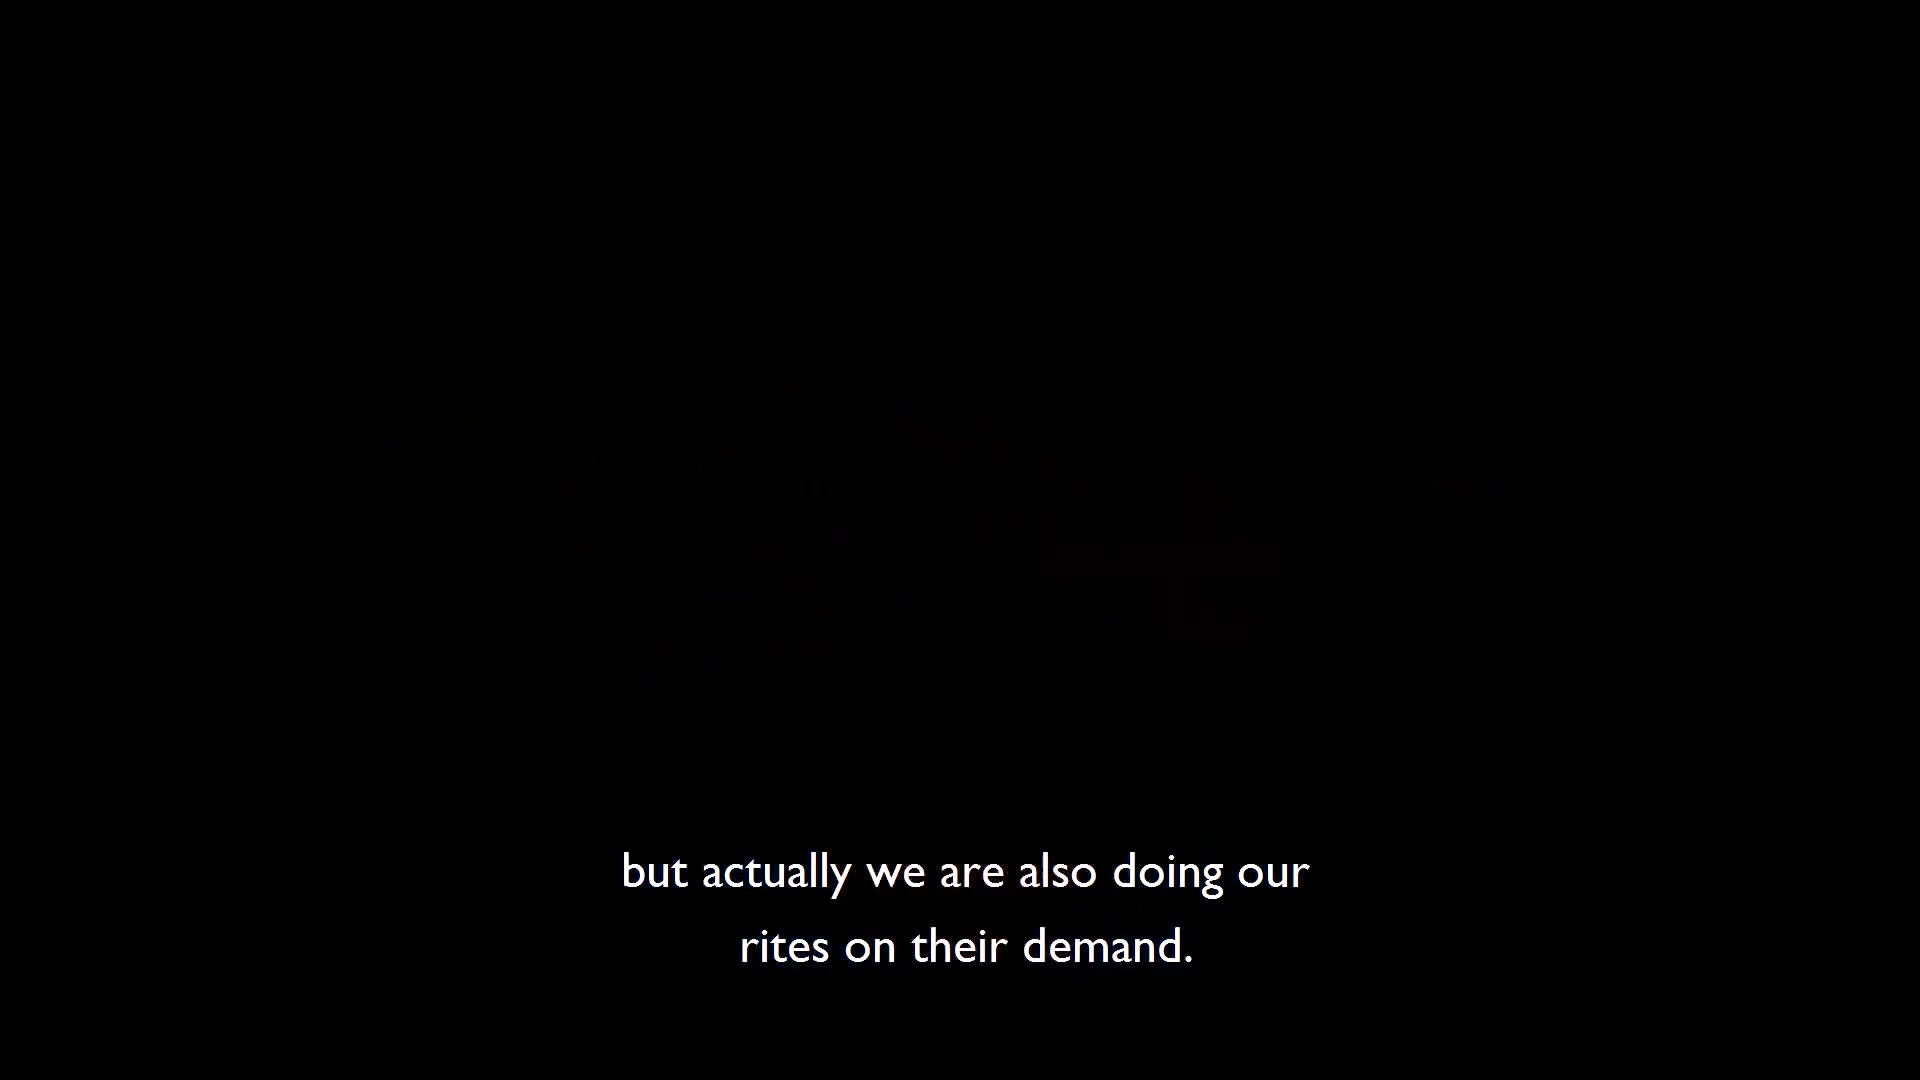 but actually we are also doing our
rites on their demand.